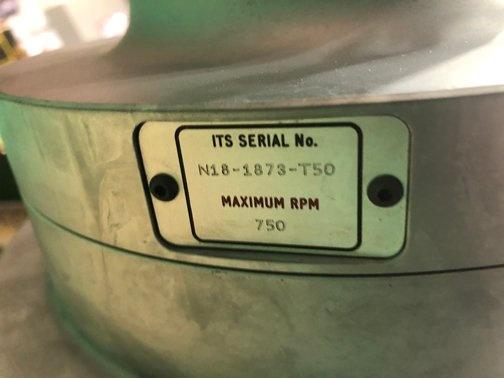 ITS SERIAL No.
N18-1873-T50
MAXIMUM RPM
750